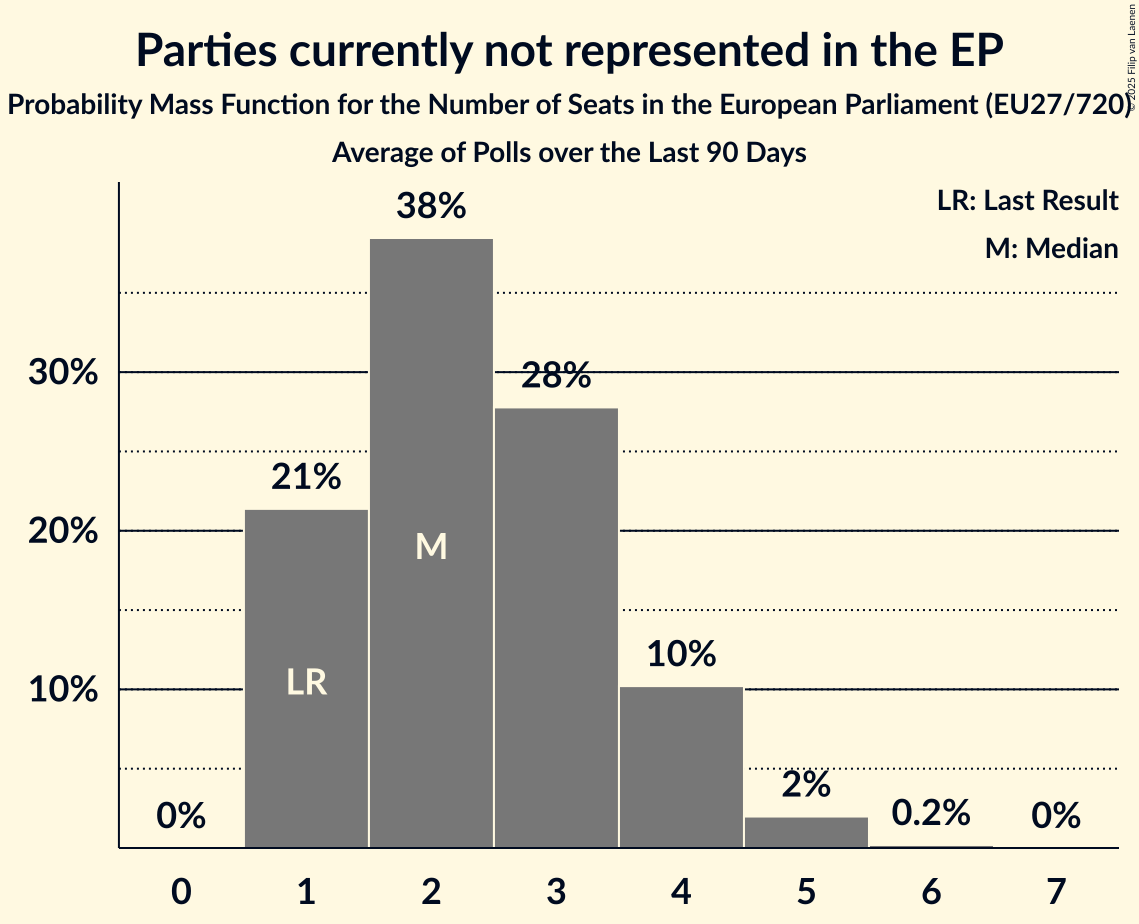 Parties currently not represented in the EP
Probability Mass Function for the Number of Seats in the European Parliament (EU27/720)
Average of Polls over the Last 90 Days
© 2025 Filip van Laenen
LR: Last Result
M: Median
38%
28%
21%
10%
2%
0.2%
0%
0%
M
LR
30%
20%
10%
0 1 2 3 4 5 6 7